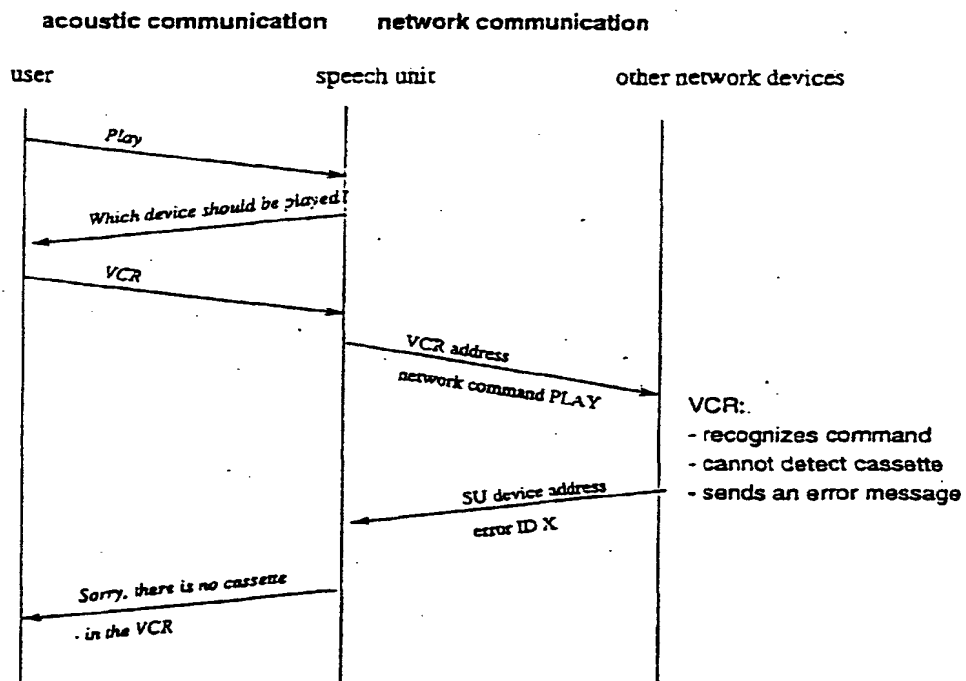 acoustic communication network communication
user speech unit other network devices
Play
Which device should be played?
VCR
VCR address
network command PLAY
VCR:
- recognizes command
- cannot detect cassette
- sends an error message
SU device address
error ID X
Sorry, there is no cassette
in the VCR